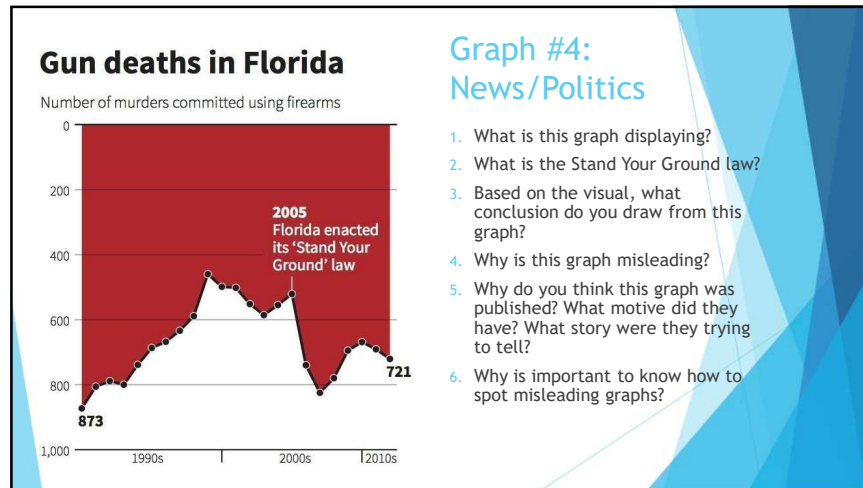 Gun deaths in Florida
Number of murders committed using firearms
0
200
400
600
800
1,000
2005
Florida enacted
its ‘Stand Your
Ground’ law
873
721
1990s
2000s
2010s
Graph #4:
News/Politics
1. What is this graph displaying?
2. What is the Stand Your Ground law?
3. Based on the visual, what
conclusion do you draw from this
graph?
4. Why is this graph misleading?
5. Why do you think this graph was
published? What motive did they
have? What story were they trying
to tell?
6. Why is important to know how to
spot misleading graphs?